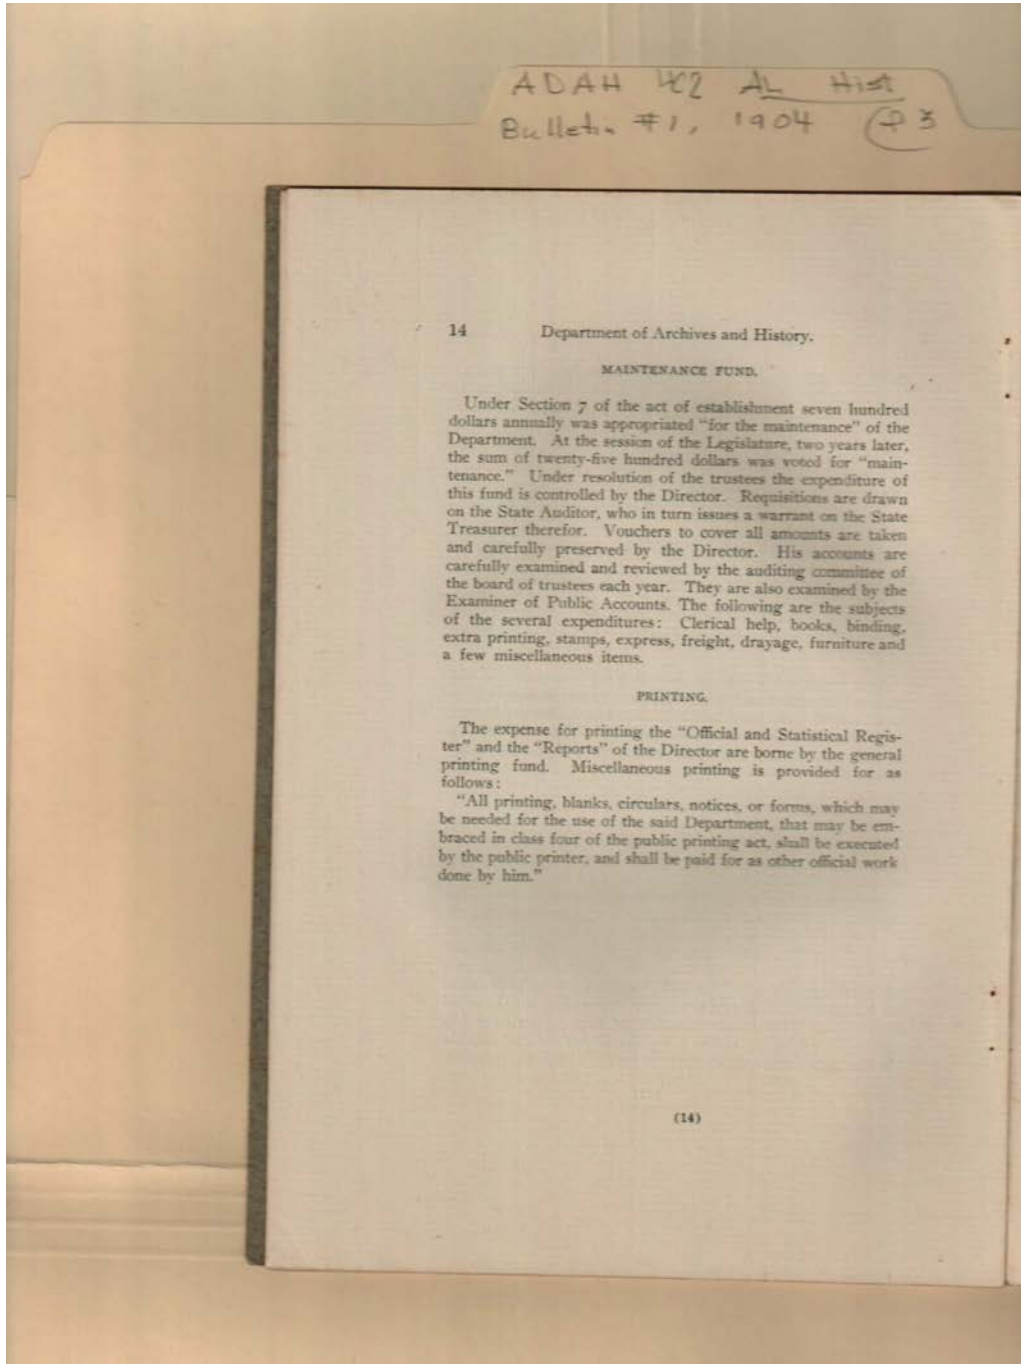 ADAH 42 AL Hist
Bulletin #1, 1904 P 3
14 Department of Archives and History.
MAINTENANCE FUND.
Under Section 7 of the act of establishment seven hundred
dollars annually was appropriated “for the maintenance” of the
Department. At the session of the Legislature, two years later,
the sum of twenty-five hundred dollars was voted for “main-
tenance.” Under resolution of the trustees the expenditure of
this fund is controlled by the Director. Requisitions are drawn
on the State Auditor, who in turn issues a warrant on the State
Treasurer therefor. Vouchers to cover all amounts are taken
and carefully preserved by the Director. His accounts are
carefully examined and reviewed by the auditing committee of
the board of trustees each year. They are also examined by the
Examiner of Public Accounts. The following are the subjects
of the several expenditures: Clerical help, books, binding,
extra printing, stamps, express, freight, drayage, furniture and
a few miscellaneous items.
PRINTING.
The expense for printing the “Official and Statistical Regis-
ter” and the “Reports” of the Director are borne by the general
printing fund. Miscellaneous printing is provided for as
follows:
“All printing, blanks, circulars, notices, or forms, which may
be needed for the use of the said Department, that may be em-
braced in class four of the public printing act, shall be executed
by the public printer, and shall be paid for as other official work
done by him.”
(14)